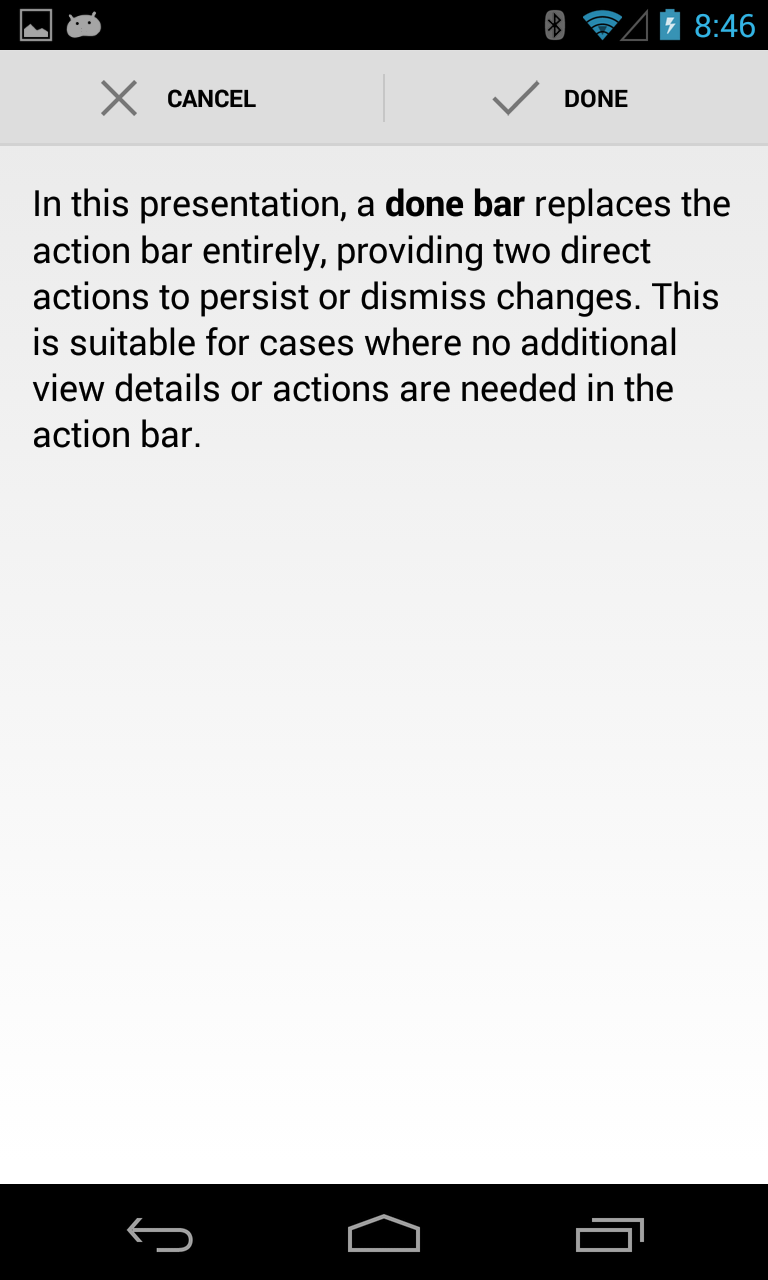 8:46
CANCEL
DONE
In this presentation, a done bar replaces the
action bar entirely, providing two direct
actions to persist or dismiss changes. This
is suitable for cases where no additional
view details or actions are needed in the
action bar.